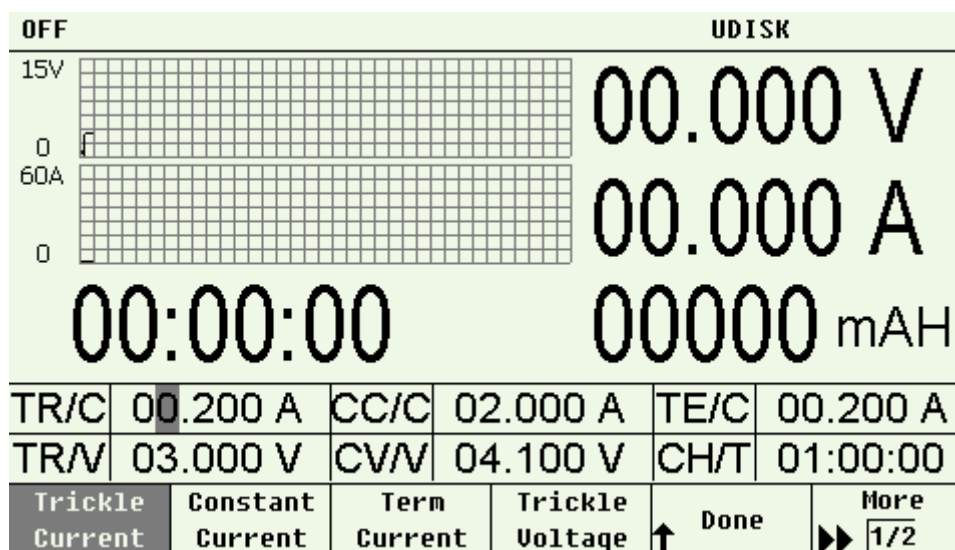 OFF UDISK
15V
0
00.000 V
60A
0
00.000 A
00:00:00 00000 mAH
TR/C 00.200 A CC/C 02.000 A TE/C 00.200 A
TR/V 03.000 V CV/V 04.100 V CH/T 01:00:00
Trickle Constant Term Trickle Done More
Current Current Current Voltage 1/2